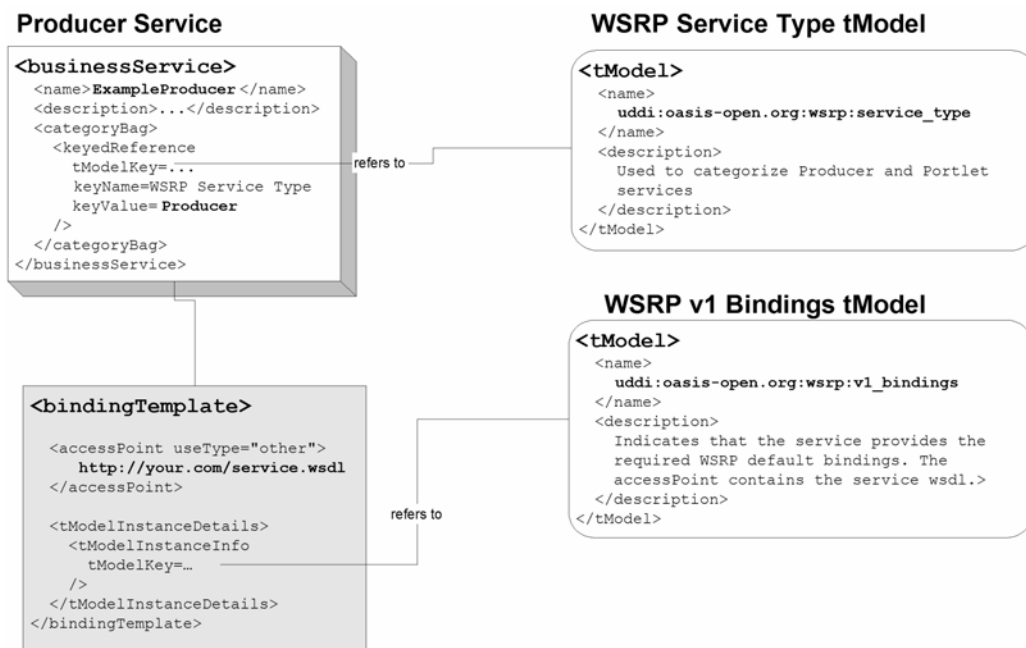 Producer Service
<businessService>
<name>ExampleProducer </name>
<description>...</description>
<categoryBag>
<keyedReference
tModelKey=...
keyName=WSRP Service Type
keyValue= Producer
/>
</categoryBag>
</businessService>
refers to
WSRP Service Type tModel
<tModel>
<name>
uddi:oasis-open.org:wsrp:service_type
</name>
<description>
Used to categorize Producer and Portlet
services
</description>
</tModel>
<bindingTemplate>
<accessPoint useType="other">
http://your.com/service.wsdl
</accessPoint>
<tModelInstanceDetails>
<tModelInstanceInfo
tModelKey=…
/>
</tModelInstanceDetails>
</bindingTemplate>
refers to
WSRP v1 Bindings tModel
<tModel>
<name>
uddi:oasis-open.org:wsrp:v1_bindings
</name>
<description>
Indicates that the service provides the
required WSRP default bindings. The
accessPoint contains the service wsdl.>
</description>
</tModel>